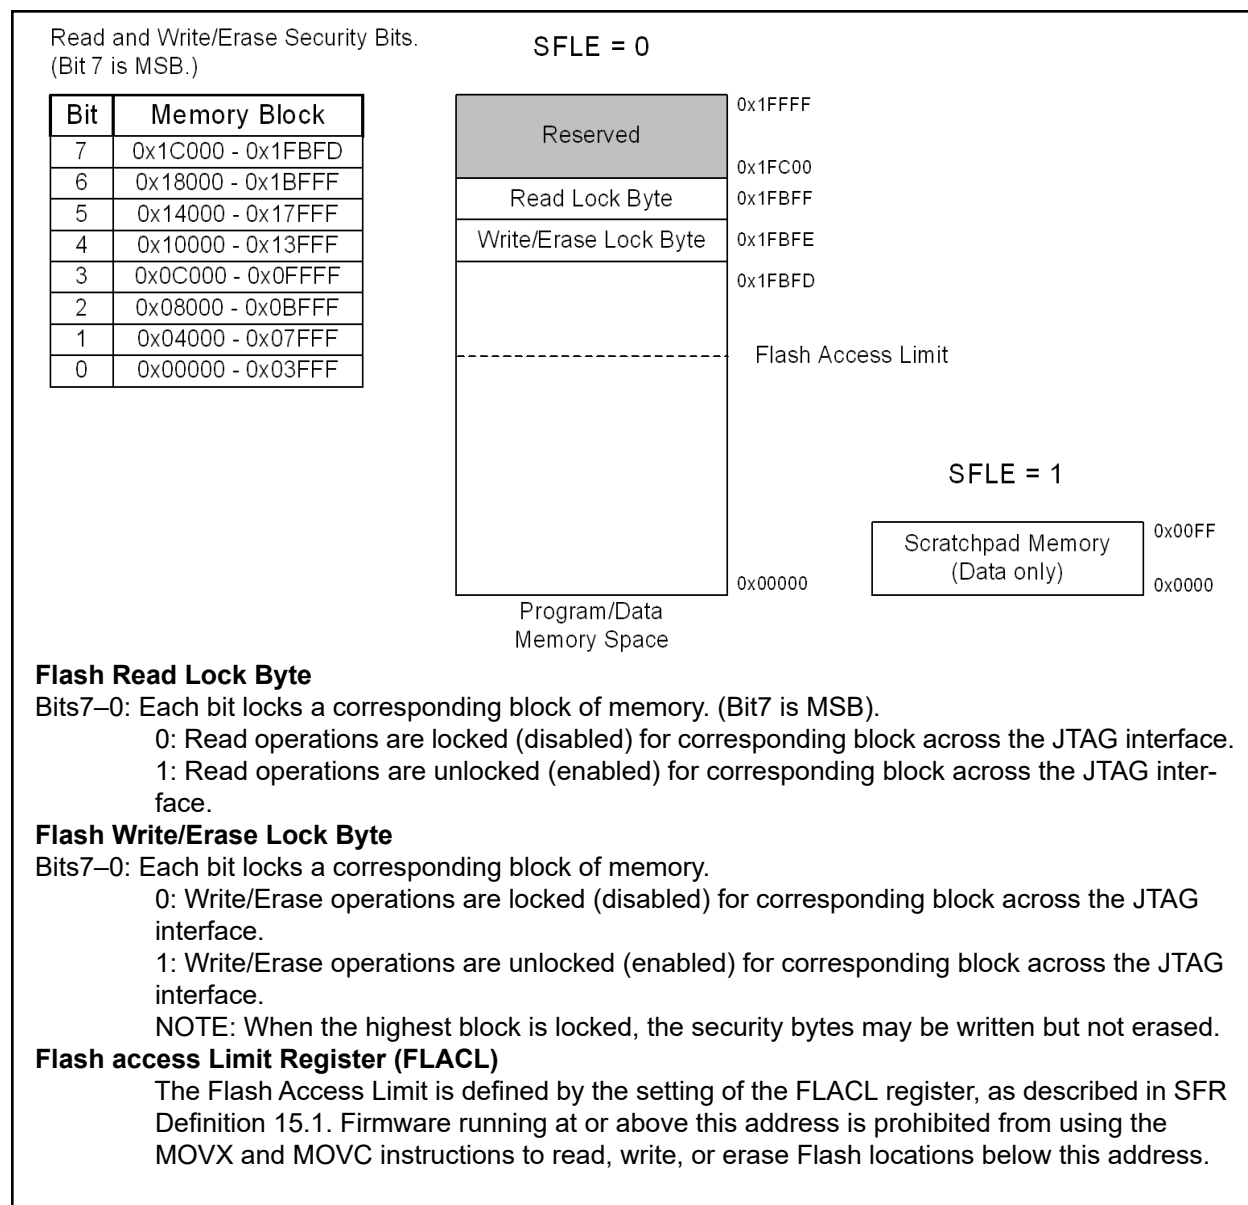 Read and Write/Erase Security Bits.
(Bit 7 is MSB.)
SFLE = 0
Bit Memory Block
7 0x1C000 - 0x1FBFD
6 0x18000 - 0x1BFFF
5 0x14000 - 0x17FFF
4 0x10000 - 0x13FFF
3 0x0C000 - 0x0FFFF
2 0x08000 - 0x0BFFF
1 0x04000 - 0x07FFF
0 0x00000 - 0x03FFF
0x1FFFF
Reserved
0x1FC00
Read Lock Byte 0x1FBFF
Write/Erase Lock Byte 0x1FBFE
0x1FBFD
Flash Access Limit
0x00000
Program/Data
Memory Space
SFLE = 1
0x00FF
Scratchpad Memory
(Data only)
0x0000
Flash Read Lock Byte
Bits7–0: Each bit locks a corresponding block of memory. (Bit7 is MSB).
0: Read operations are locked (disabled) for corresponding block across the JTAG interface.
1: Read operations are unlocked (enabled) for corresponding block across the JTAG inter-
face.
Flash Write/Erase Lock Byte
Bits7–0: Each bit locks a corresponding block of memory.
0: Write/Erase operations are locked (disabled) for corresponding block across the JTAG
interface.
1: Write/Erase operations are unlocked (enabled) for corresponding block across the JTAG
interface.
NOTE: When the highest block is locked, the security bytes may be written but not erased.
Flash access Limit Register (FLACL)
The Flash Access Limit is defined by the setting of the FLACL register, as described in SFR
Definition 15.1. Firmware running at or above this address is prohibited from using the
MOVX and MOVC instructions to read, write, or erase Flash locations below this address.